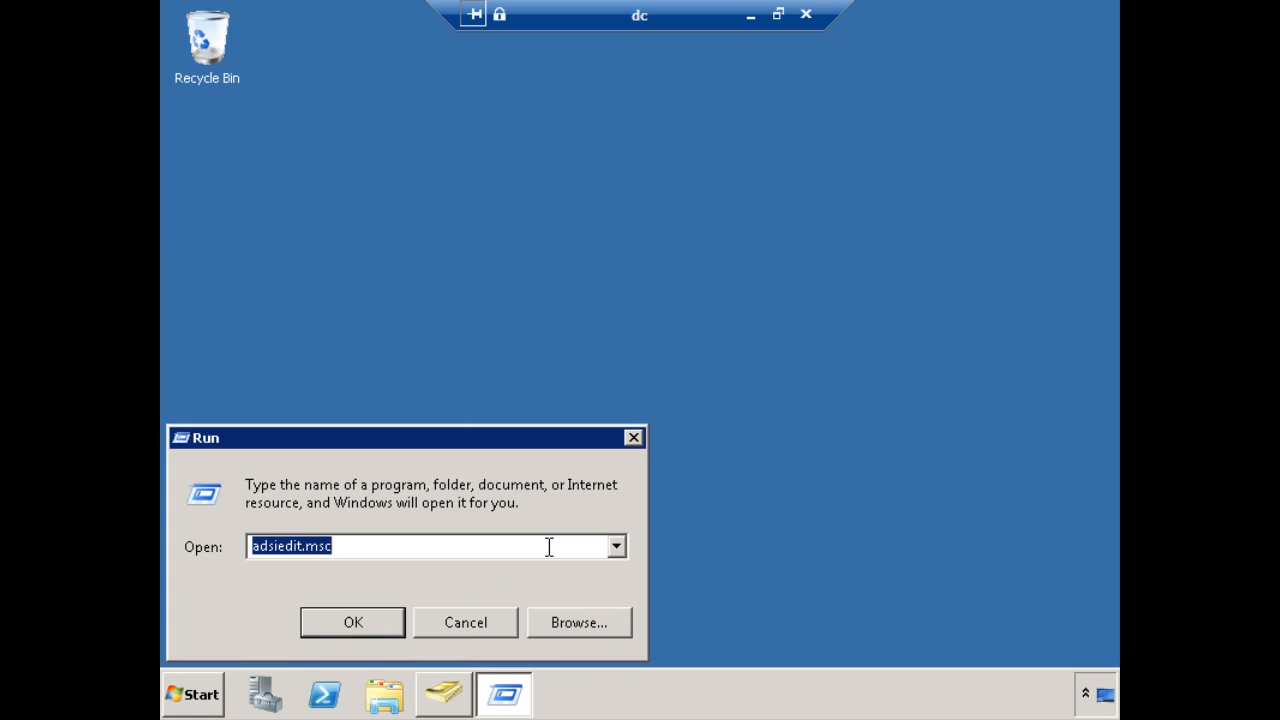 dc
Recycle Bin
Run
Type the name of a program, folder, document, or Internet
resource, and Windows will open it for you.
Open:
adsiedit.msc
OK
Cancel
Browse...
Start